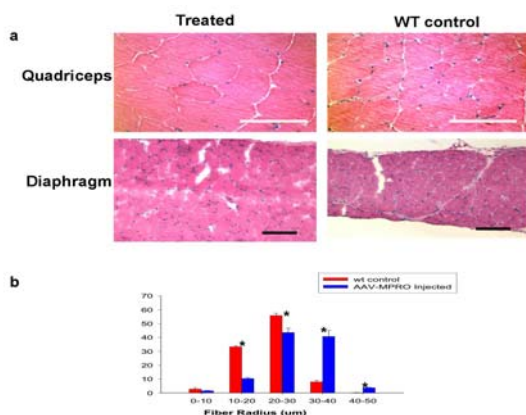 Treated WT control
a
Quadriceps
Diaphragm
b
wt control
AAV-MPRO Injected
70
60
50
40
30
20
10
0
* * * *
0-10 10-20 20-30 30-40 40-50
Fiber Radius (um)